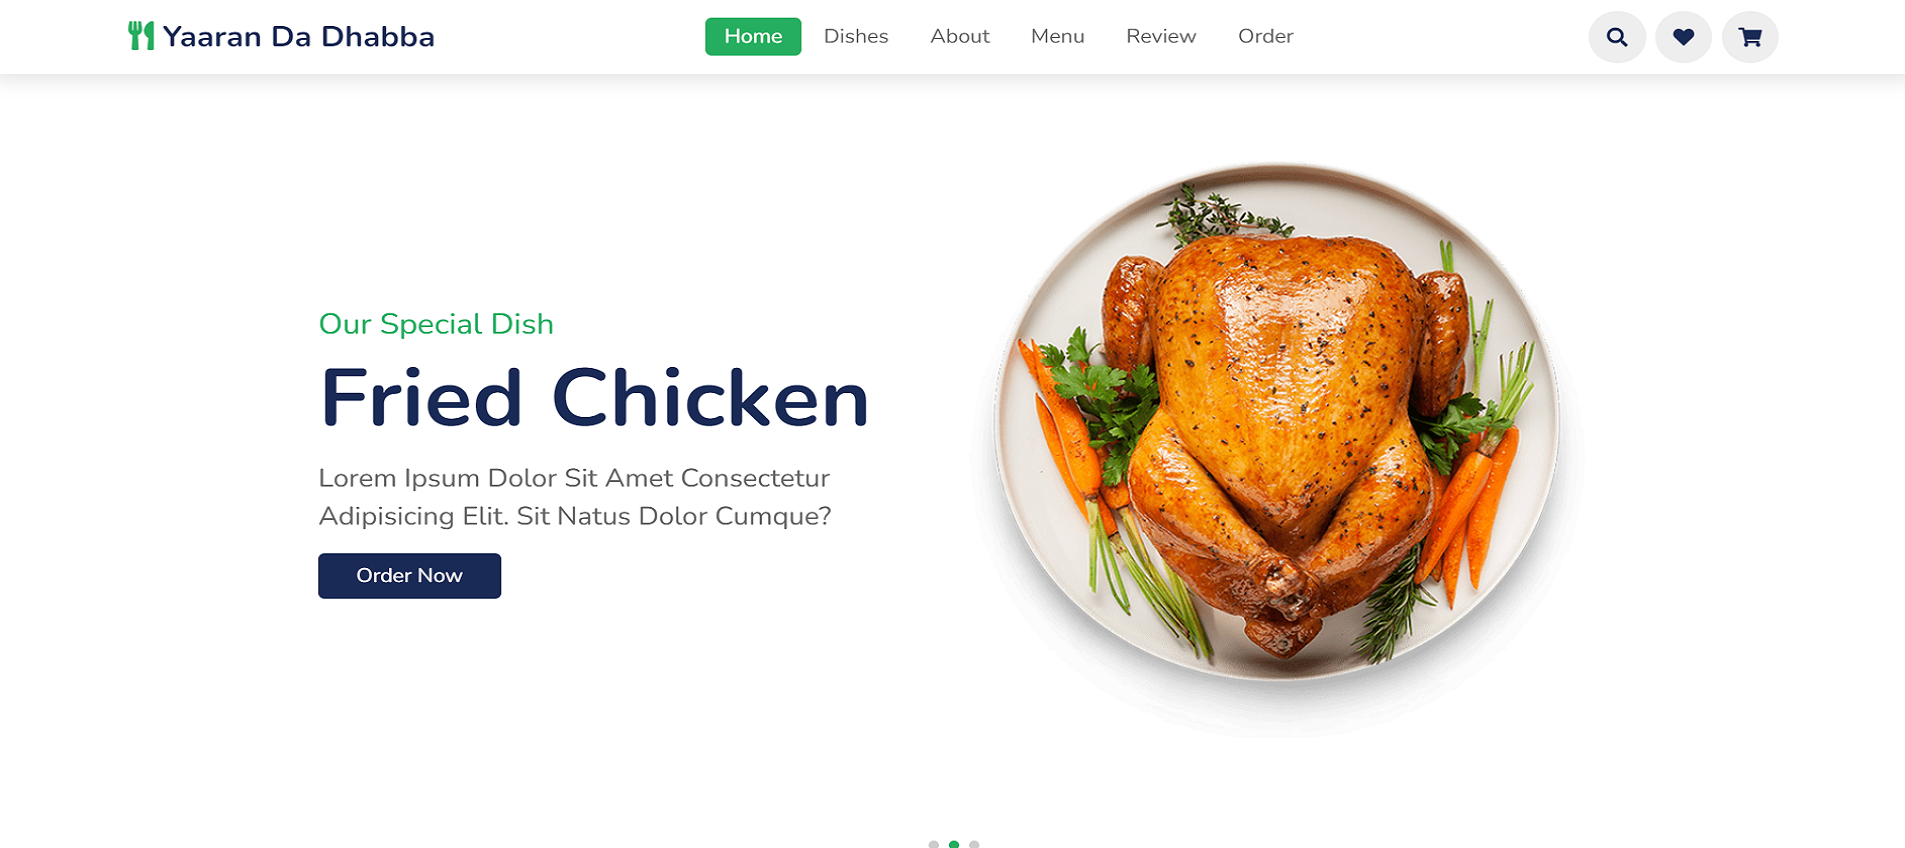 Yaaran Da Dhabba
Home Dishes About Menu Review Order
Our Special Dish
Fried Chicken
Lorem Ipsum Dolor Sit Amet Consectetur
Adipisicing Elit. Sit Natus Dolor Cumque?
Order Now